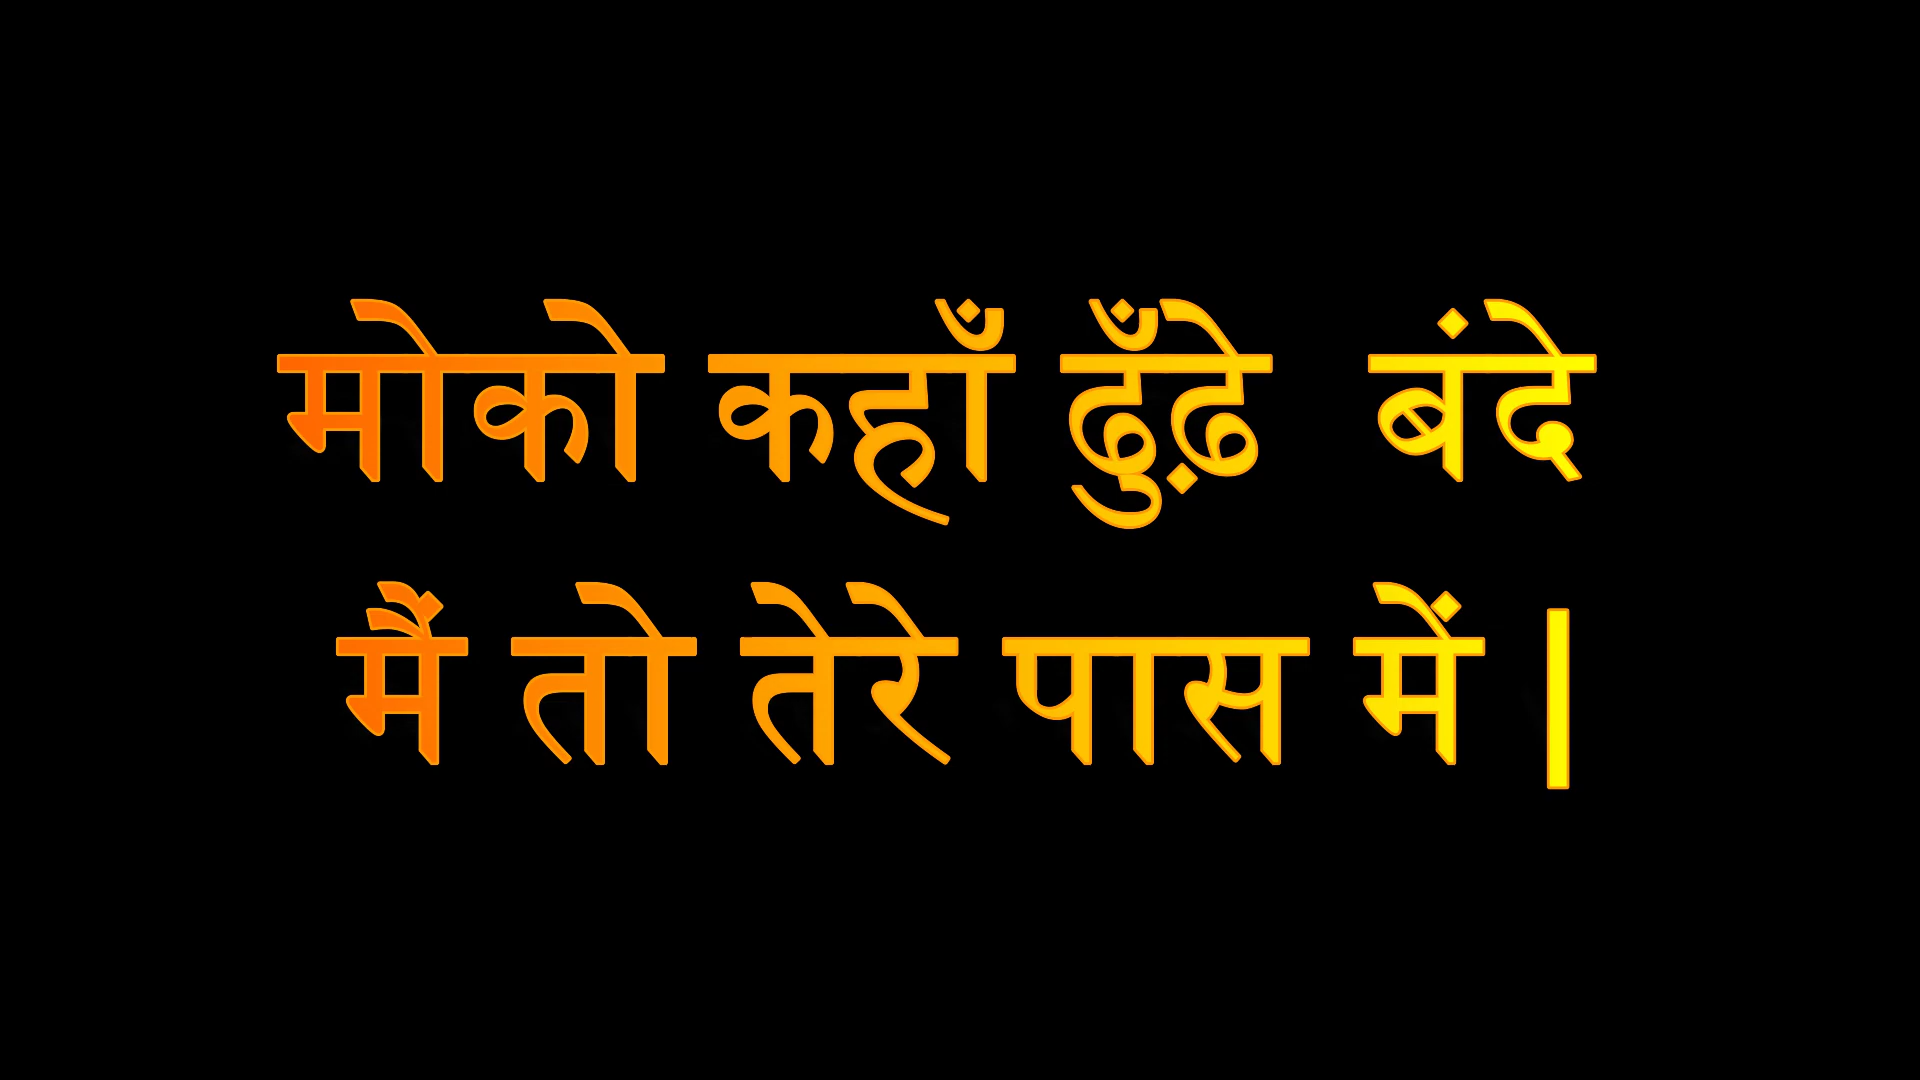 मोको कहाँ ढुँढ़े बंदे
मैं तो तेरे पास में |